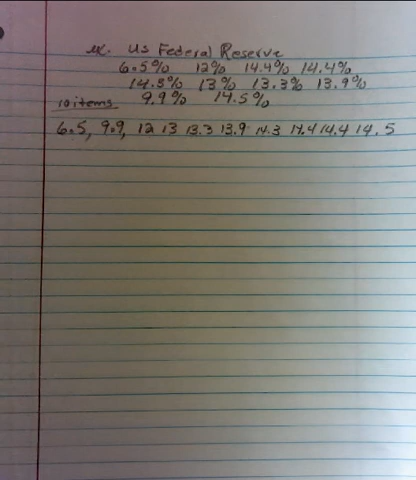 ex. US Federal Reserve
6.5% 12% 14.4% 14.4%
14.3% 13% 13.3% 13.9%
10 items 9.9% 14.5%
6.5, 9.9, 12 13 13.3 13.9 14.3 14.4 14.4 14.5